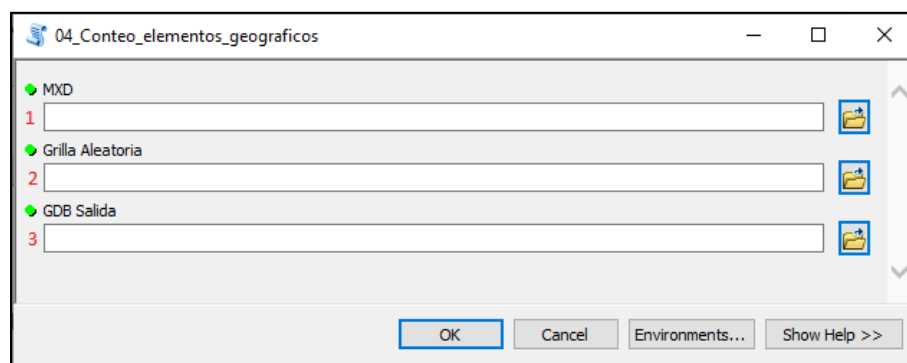 04_Conteo_elementos_geograficos
MXD
1
Grilla Aleatoria
2
GDB Salida
3
OK Cancel Environments... Show Help >>